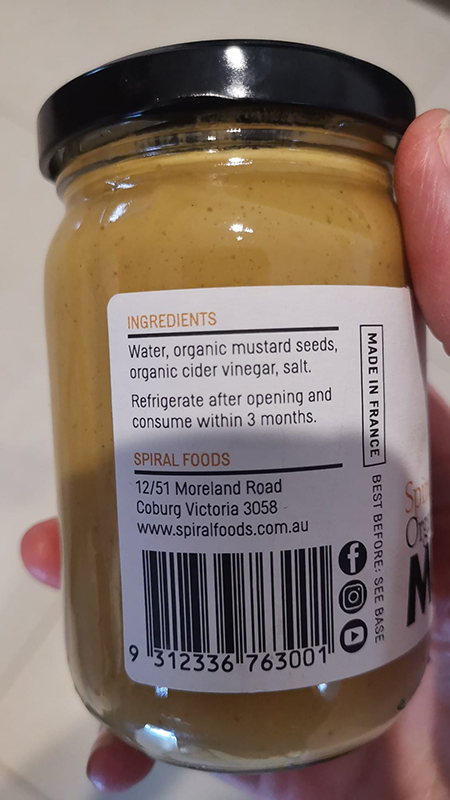 INGREDIENTS
Water, organic mustard seeds,
organic cider vinegar, salt.
Refrigerate after opening and
consume within 3 months.
SPIRAL FOODS
12/51 Moreland Road
Coburg Victoria 3058
www.spiralfoods.com.au
9 312336 763001
MADE IN FRANCE
BEST BEFORE: SEE BASE